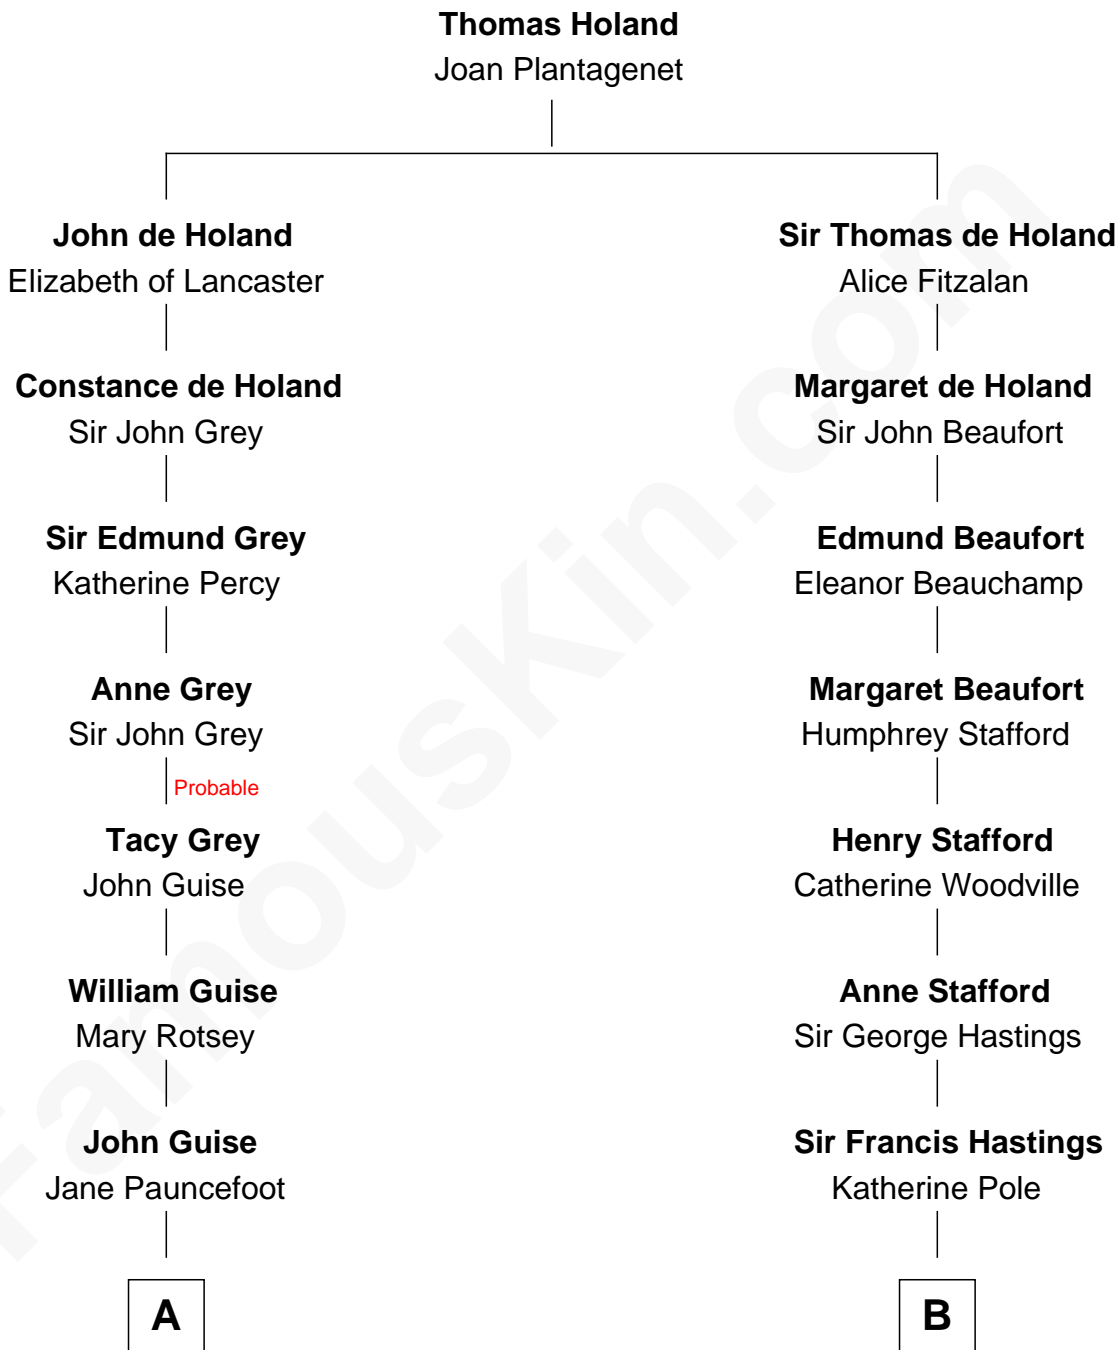 Thomas Holand
Joan Plantagenet
John de Holand
Elizabeth of Lancaster
Constance de Holand
Sir John Grey
Sir Edmund Grey
Katherine Percy
Anne Grey
Sir John Grey
Probable
Tacy Grey
John Guise
William Guise
Mary Rotsey
John Guise
Jane Pauncefoot
A
Sir Thomas de Holand
Alice Fitzalan
Margaret de Holand
Sir John Beaufort
Edmund Beaufort
Eleanor Beauchamp
Margaret Beaufort
Humphrey Stafford
Henry Stafford
Catherine Woodville
Anne Stafford
Sir George Hastings
Sir Francis Hastings
Katherine Pole
B
FamousKin.com